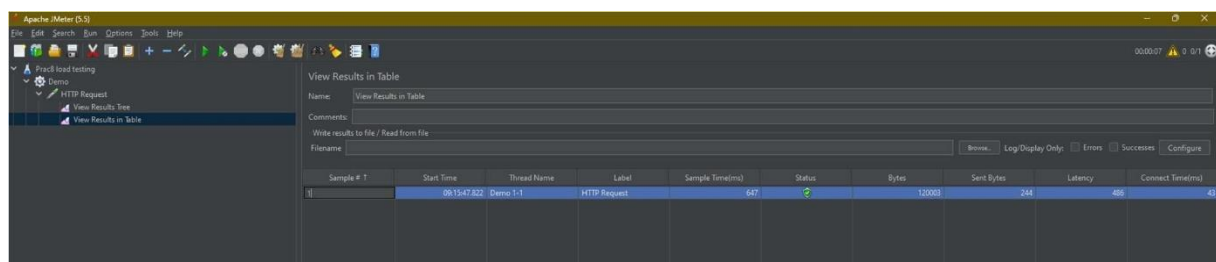 Apache JMeter (5.5)
File Edit Search Run Options Tools Help
00:00:07 0 0/1
Prac8 load testing
Demo
HTTP Request
View Results Tree
View Results in Table
View Results in Table
Name: View Results in Table
Comments:
Write results to file / Read from file
Filename Browse... Log/Display Only: Errors Successes Configure
Sample # ↑ Start Time Thread Name Label Sample Time(ms) Status Bytes Sent Bytes Latency Connect Time(ms)
1 09:15:47.822 Demo 1-1 HTTP Request 647 120003 244 486 43